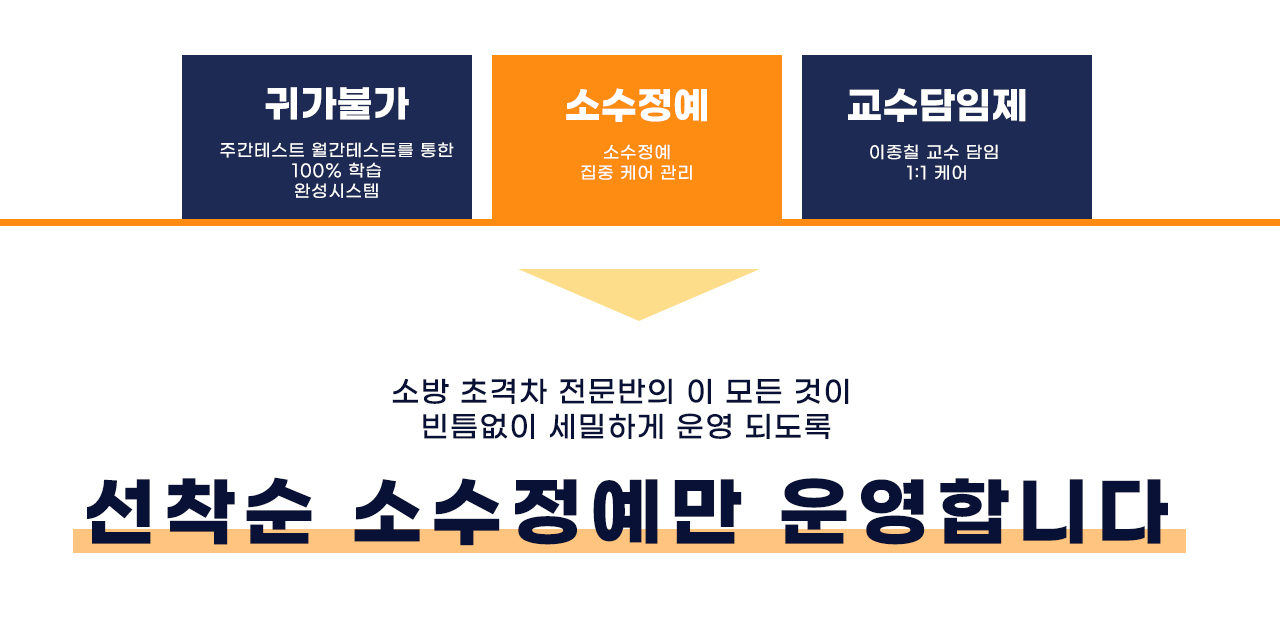 귀가불가
주간테스트 월간테스트를 통한
100% 학습
완성시스템
소수정예
소수정예
집중 케어 관리
교수담임제
이종칠 교수 담임
1:1 케어
소방 초격차 전문반의 이 모든 것이
빈틈없이 세밀하게 운영 되도록
선착순 소수정예만 운영합니다